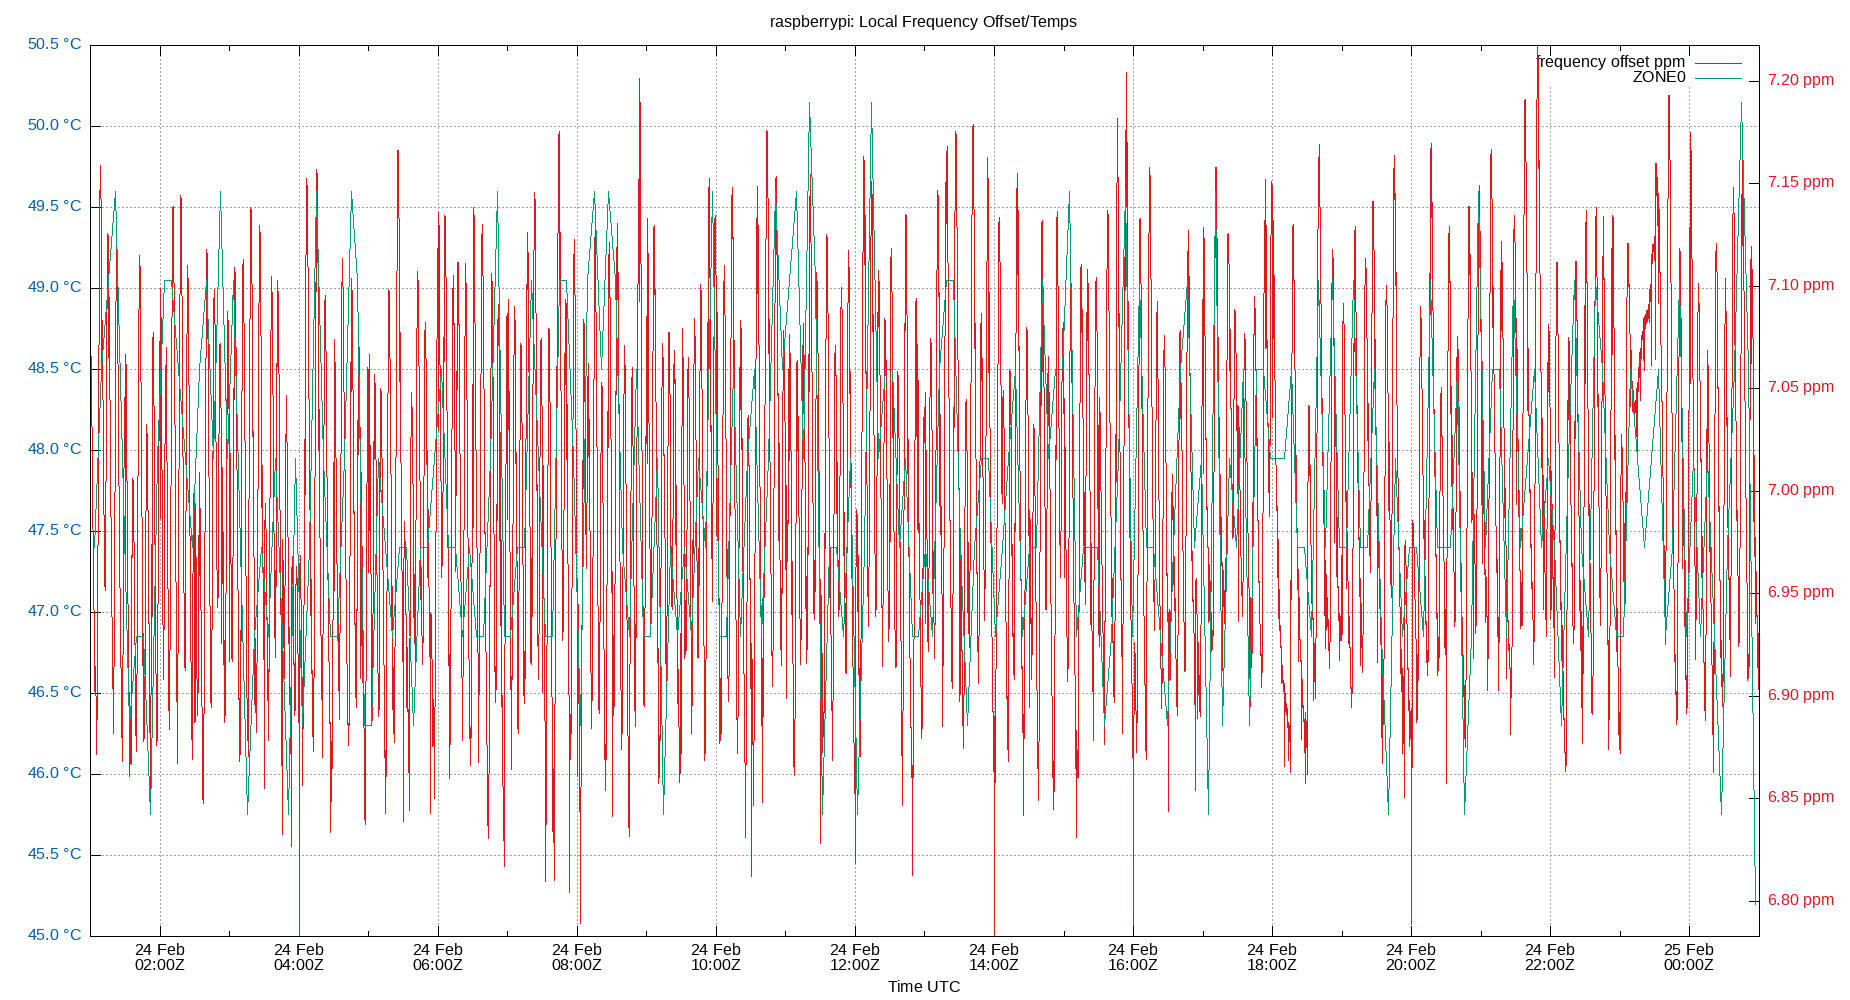 raspberrypi: Local Frequency Offset/Temps
50.5 °C
50.0 °C
49.5 °C
49.0 °C
48.5 °C
48.0 °C
47.5 °C
47.0 °C
46.5 °C
46.0 °C
45.5 °C
45.0 °C
frequency offset ppm
ZONE0
7.20 ppm
7.15 ppm
7.10 ppm
7.05 ppm
7.00 ppm
6.95 ppm
6.90 ppm
6.85 ppm
6.80 ppm
24 Feb 24 Feb 24 Feb 24 Feb 24 Feb 24 Feb 24 Feb 24 Feb 24 Feb 24 Feb 24 Feb 25 Feb
02:00Z 04:00Z 06:00Z 08:00Z 10:00Z 12:00Z 14:00Z 16:00Z 18:00Z 20:00Z 22:00Z 00:00Z
Time UTC